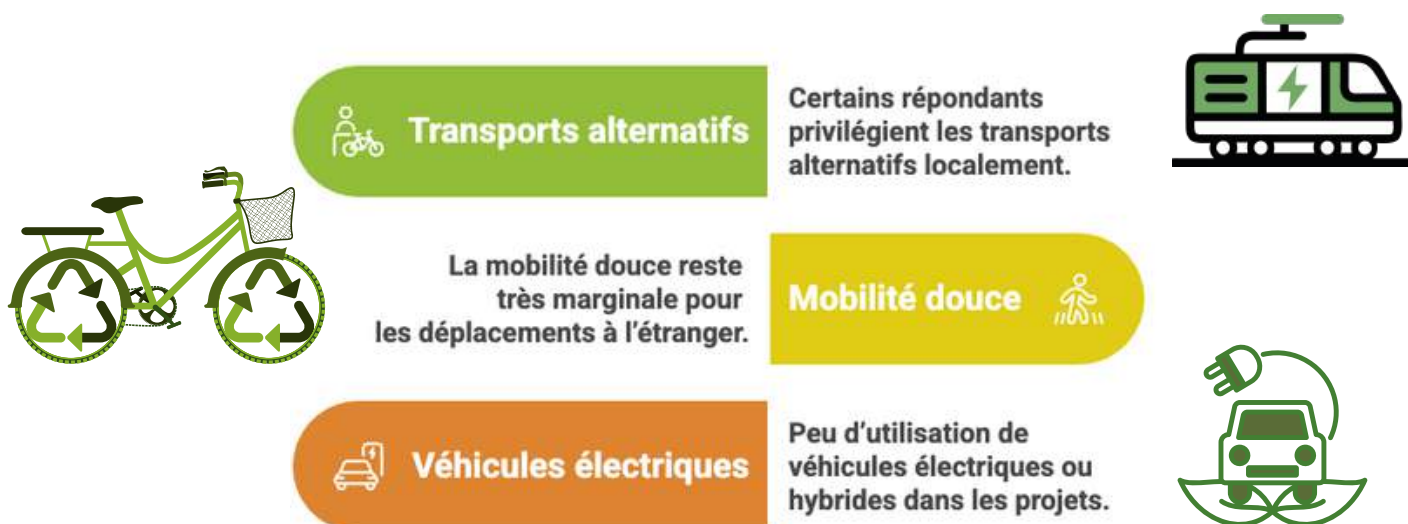 Transports alternatifs
Certains répondants
privilégient les transports
alternatifs localement.
La mobilité douce reste
très marginale pour
les déplacements à l’étranger.
Mobilité douce
Véhicules électriques
Peu d’utilisation de
véhicules électriques ou
hybrides dans les projets.